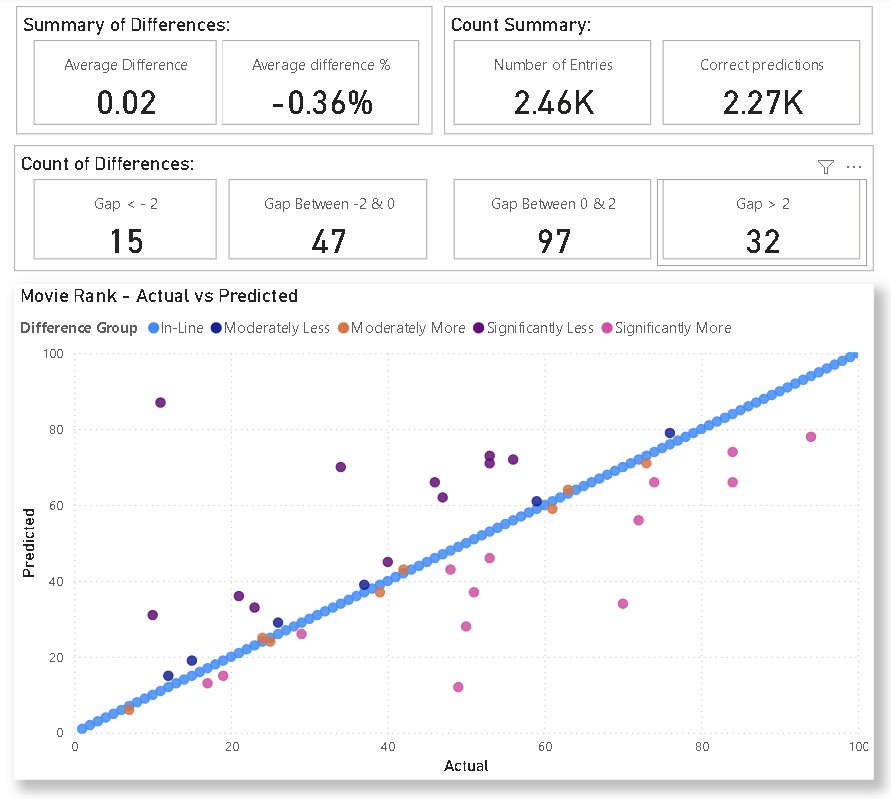 Summary of Differences:
Count Summary:
Average Difference
0.02
Average difference %
-0.36%
Number of Entries
2.46K
Correct predictions
2.27K
Count of Differences:
Gap < - 2
15
Gap Between -2 & 0
47
Gap Between 0 & 2
97
Gap > 2
32
Movie Rank - Actual vs Predicted
Difference Group In-Line Moderately Less Moderately More Significantly Less Significantly More
100
80
60
40
20
0
Predicted
0 20 40 60 80 100
Actual